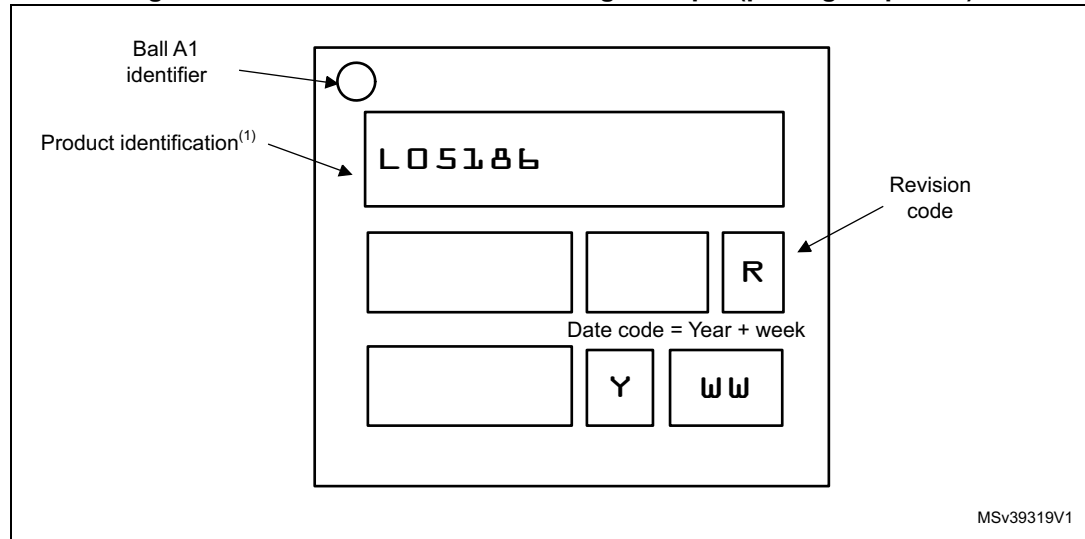 Ball A1
identifier
Product identification(1)
L05186
Revision
code
R
Date code = Year + week
Y
WW
MSv39319V1